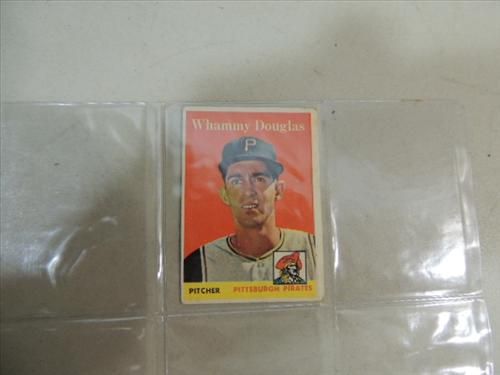 Whammy Douglas
P
PITCHER PITTSBURGH PIRATES